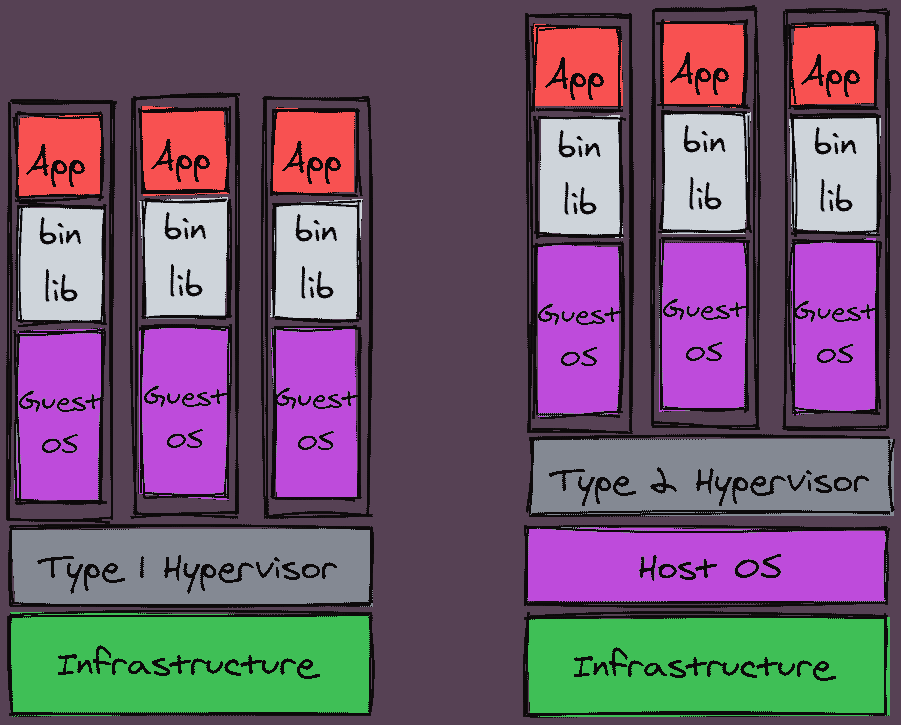 App
bin
lib
Guest
OS
App
bin
lib
Guest
OS
App
bin
lib
Guest
OS
Type 1 Hypervisor
Infrastructure
App
bin
lib
Guest
OS
App
bin
lib
Guest
OS
App
bin
lib
Guest
OS
Type 2 Hypervisor
Host OS
Infrastructure